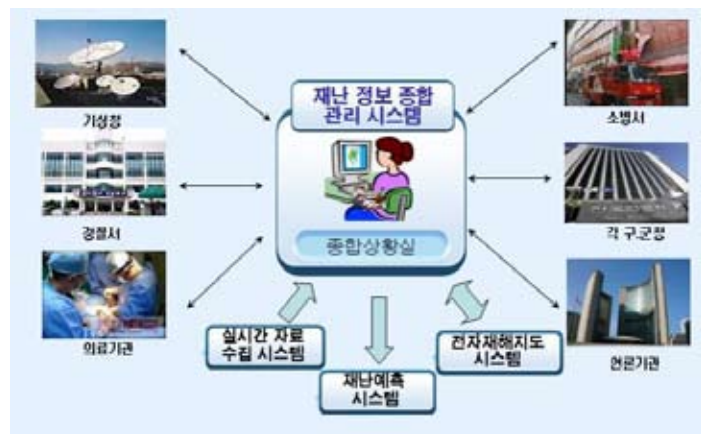 재난 정보 종합
관리 시스템
기상청
소방서
경찰서
각 구.군청
종합상황실
의료기관
언론기관
실시간 자료
수집 시스템
전자재해지도
시스템
재난예측
시스템